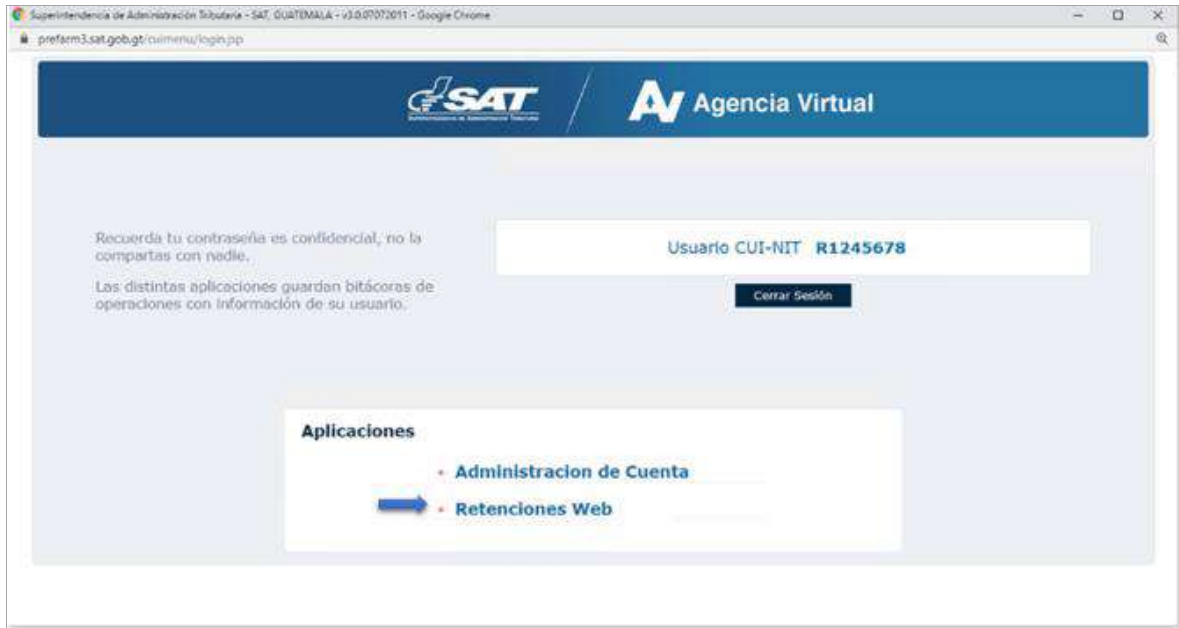 Superintendencia de Administración Tributaria - SAT, GUATEMALA - v3.0.07072011 - Google Chrome
prefarm3.sat.gob.gt/cuimenu/login.jsp
SAT
Agencia Virtual
Recuerda tu contraseña es confidencial, no la
compartas con nadie.
Las distintas aplicaciones guardan bitácoras de
operaciones con información de su usuario.
Usuario CUI-NIT R1245678
Cerrar Sesión
Aplicaciones
Administracion de Cuenta
Retenciones Web